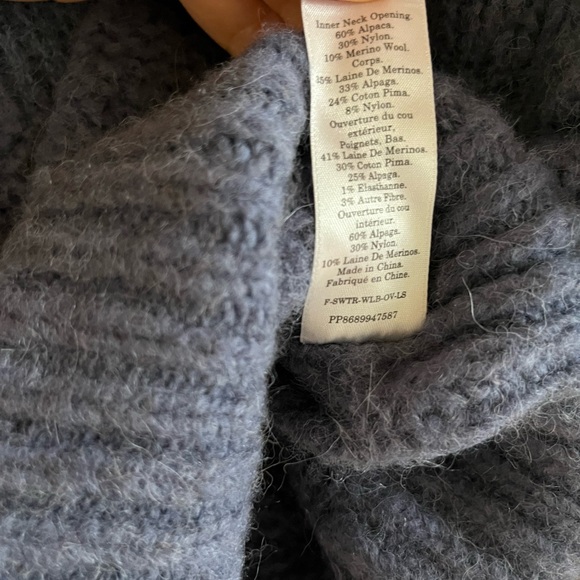 Inner Neck Opening.
60% Alpaca.
30% Nylon.
10% Merino Wool.
Corps.
35% Laine De Merinos.
33% Alpaga.
24% Coton Pima.
8% Nylon.
Ouverture du cou
extérieur,
Poignets, Bas.
41% Laine De Merinos.
30% Coton Pima.
25% Alpaga.
1% Elasthanne.
3% Autre Fibre.
Ouverture du cou
intérieur.
60% Alpaga.
30% Nylon.
10% Laine De Merinos.
Made in China.
Fabriqué en Chine.
F-SWTR-WLB-OV-LS
PP8689947587